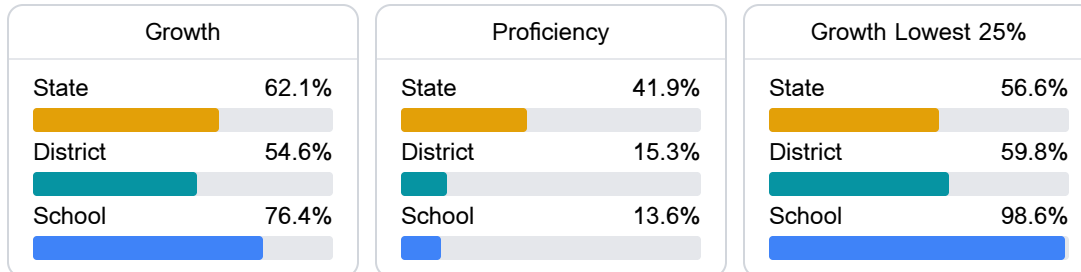 Growth
State 62.1%
District 54.6%
School 76.4%
Proficiency
State 41.9%
District 15.3%
School 13.6%
Growth Lowest 25%
State 56.6%
District 59.8%
School 98.6%